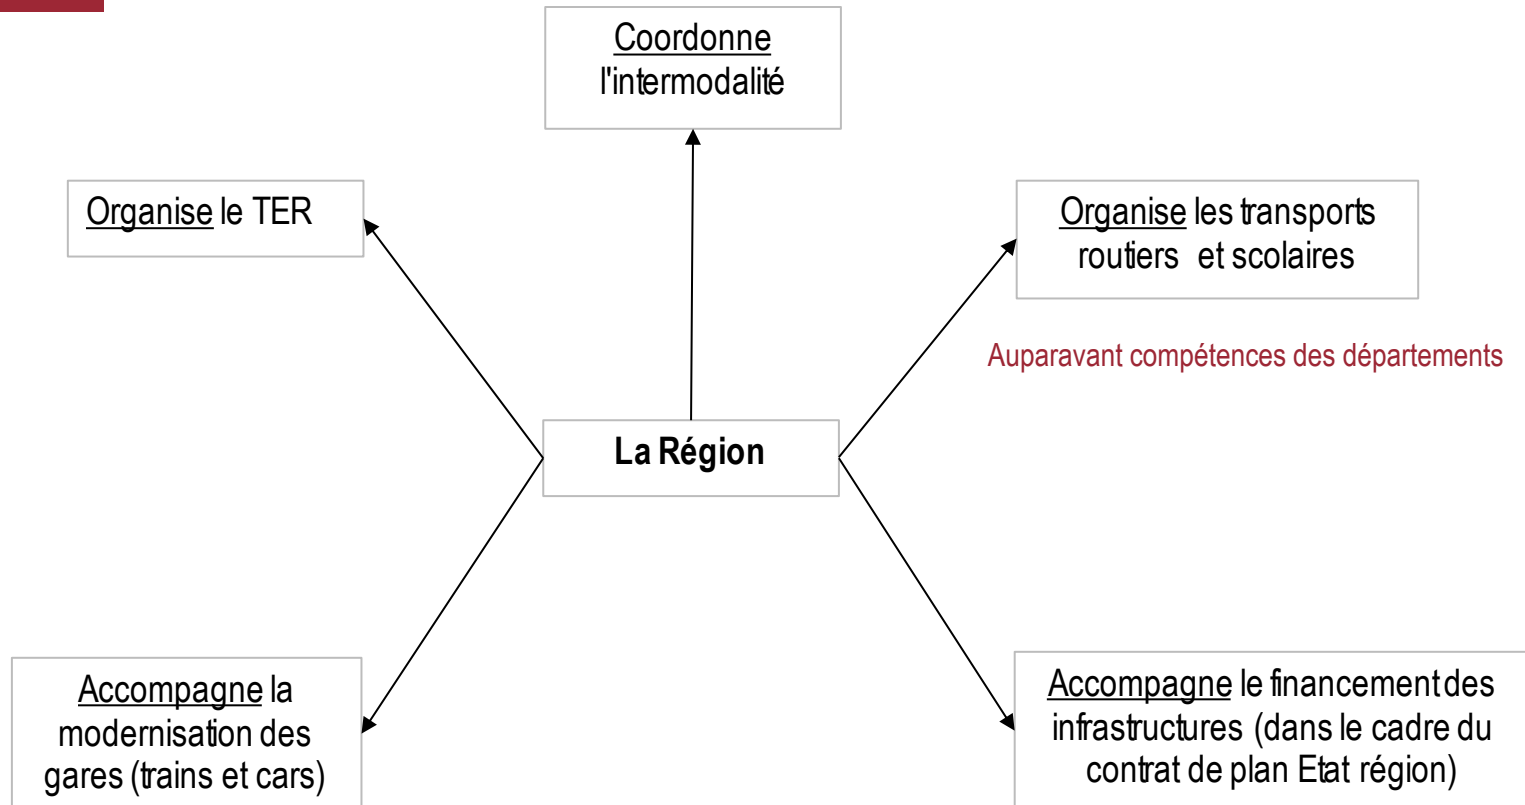 Coordonne
l'intermodalité
Organise le TER
Organise les transports
routiers et scolaires
Auparavant compétences des départements
La Région
Accompagne la
modernisation des
gares (trains et cars)
Accompagne le financement des
infrastructures (dans le cadre du
contrat de plan Etat région)